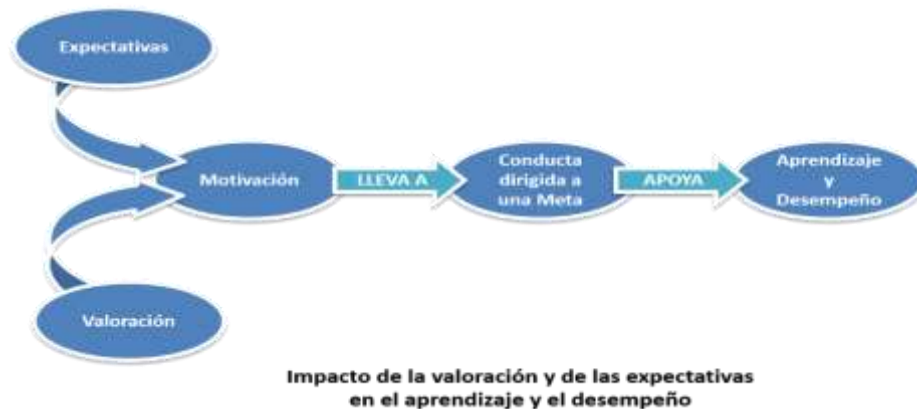 Expectativas
Motivación
LLEVA A
Conducta
dirigida a
una Meta
APOYA
Aprendizaje
y
Desempeño
Valoración
Impacto de la valoración y de las expectativas
en el aprendizaje y el desempeño